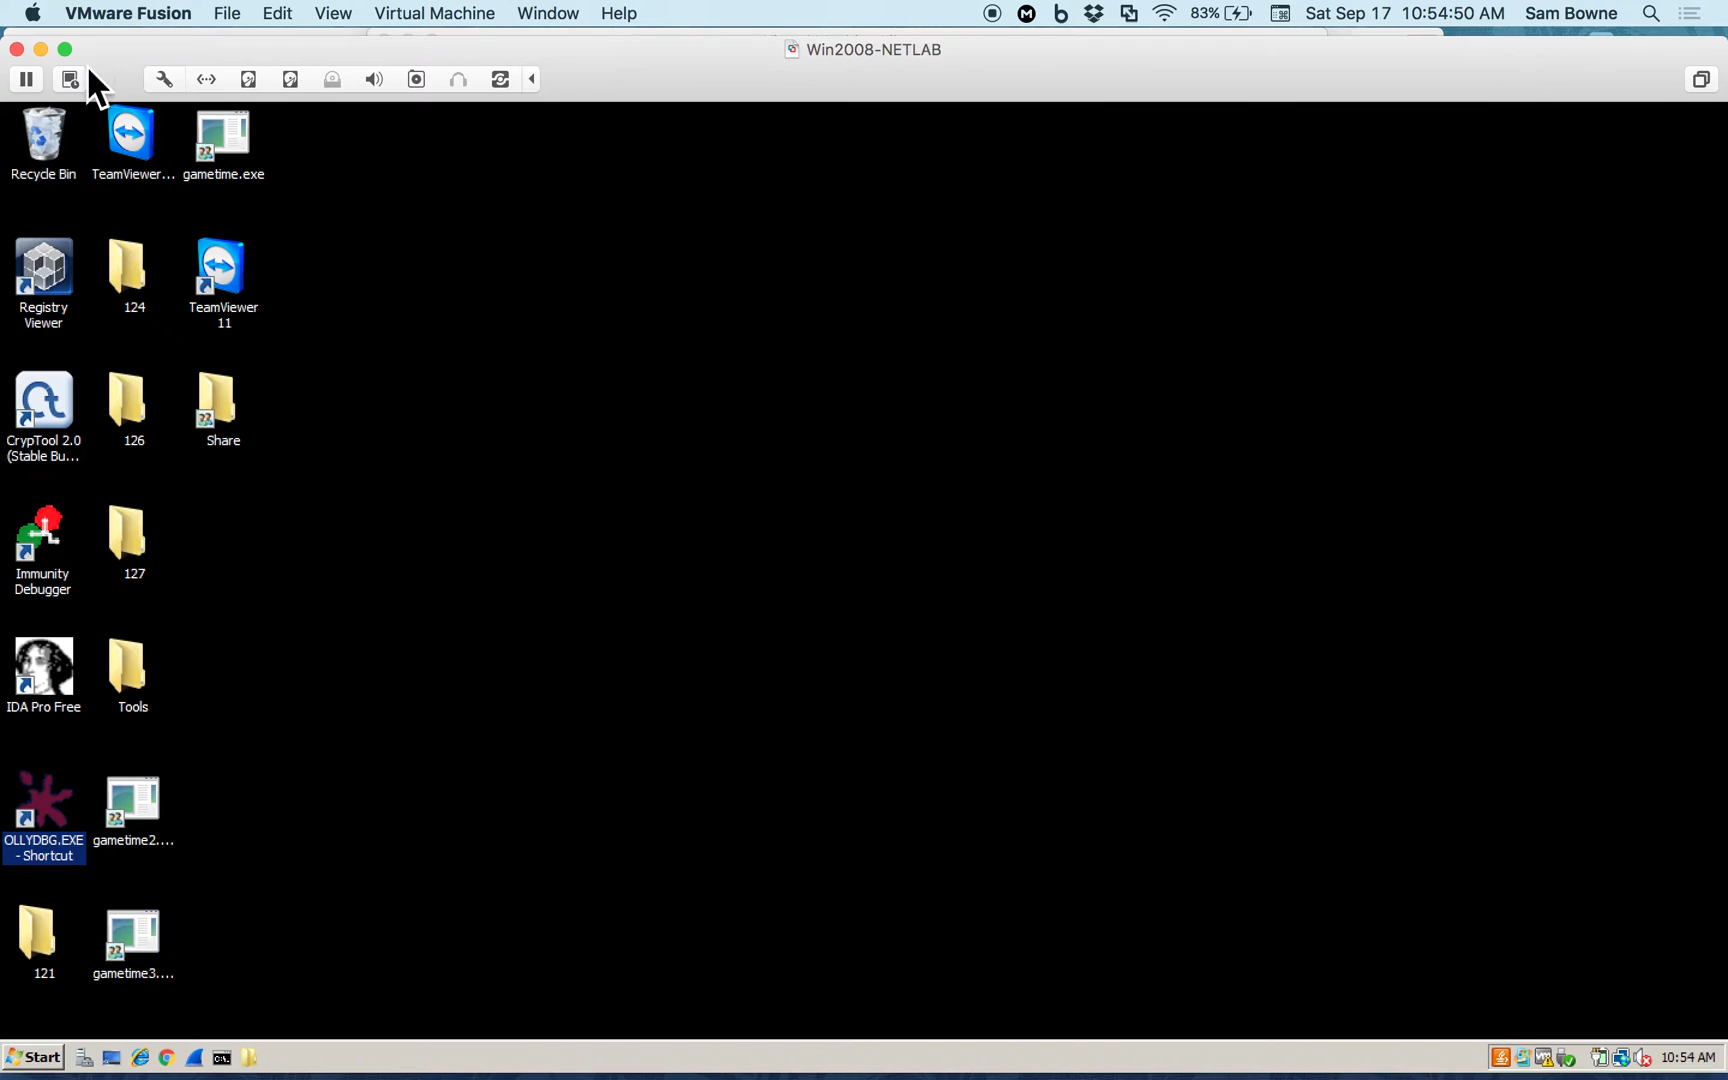 VMware Fusion File Edit View Virtual Machine Window Help 83% Sat Sep 17 10:54:50 AM Sam Bowne
Win2008-NETLAB
Recycle Bin TeamViewer... gametime.exe
Registry
Viewer
124
TeamViewer
11
CrypTool 2.0
(Stable Bu...
126
Share
Immunity
Debugger
127
IDA Pro Free Tools
OLLYDBG.EXE
- Shortcut
gametime2....
121 gametime3....
Start 10:54 AM